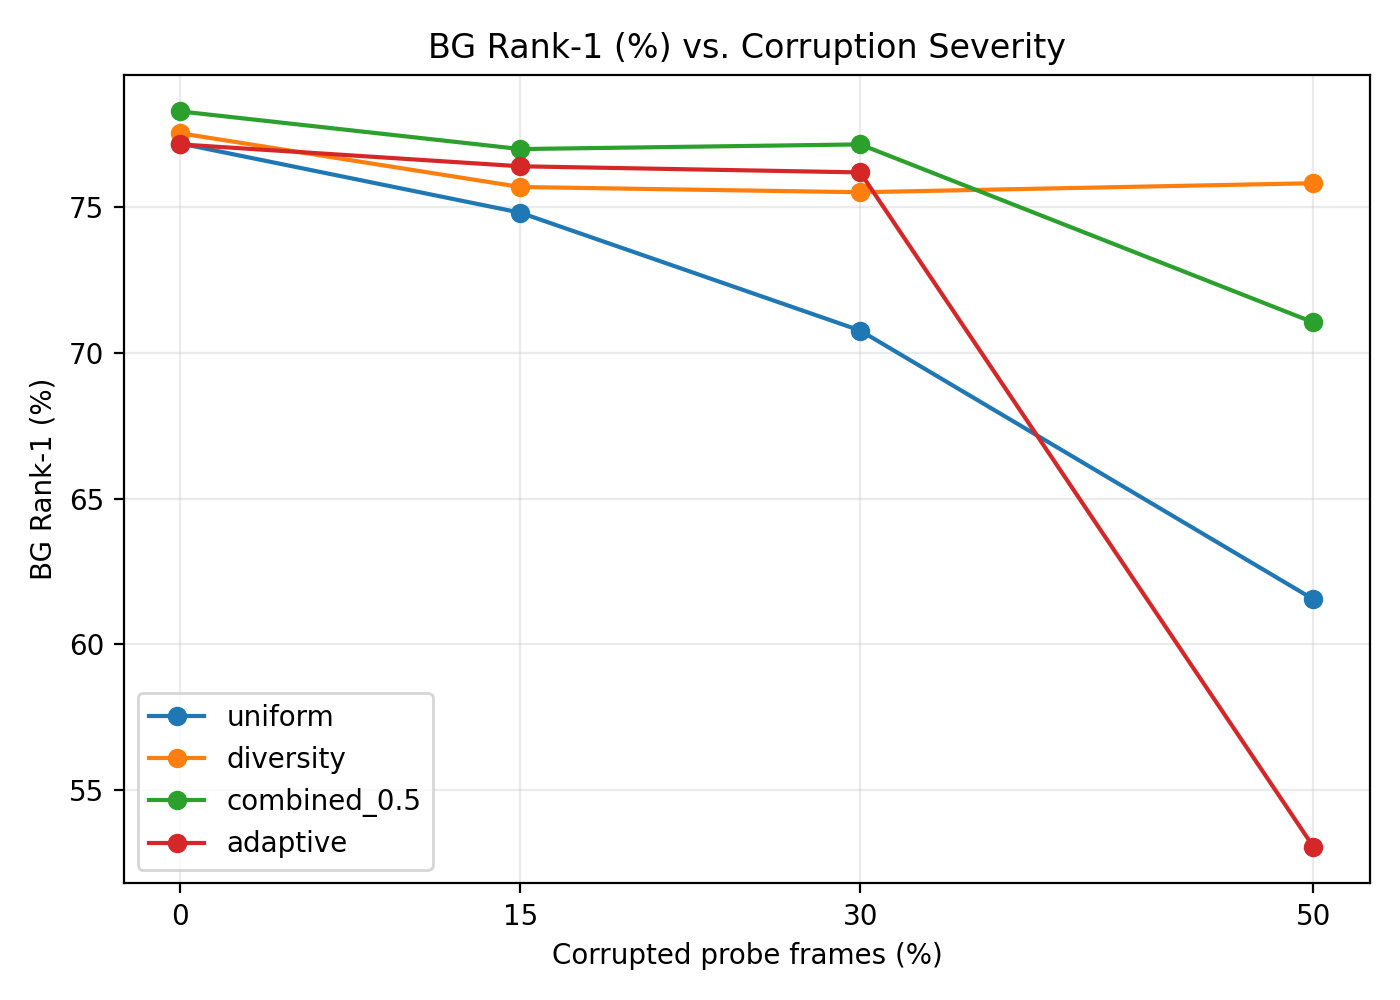 BG Rank-1 (%) vs. Corruption Severity
BG Rank-1 (%)
75
70
65
60
55
uniform
diversity
combined_0.5
adaptive
0 15 30 50
Corrupted probe frames (%)